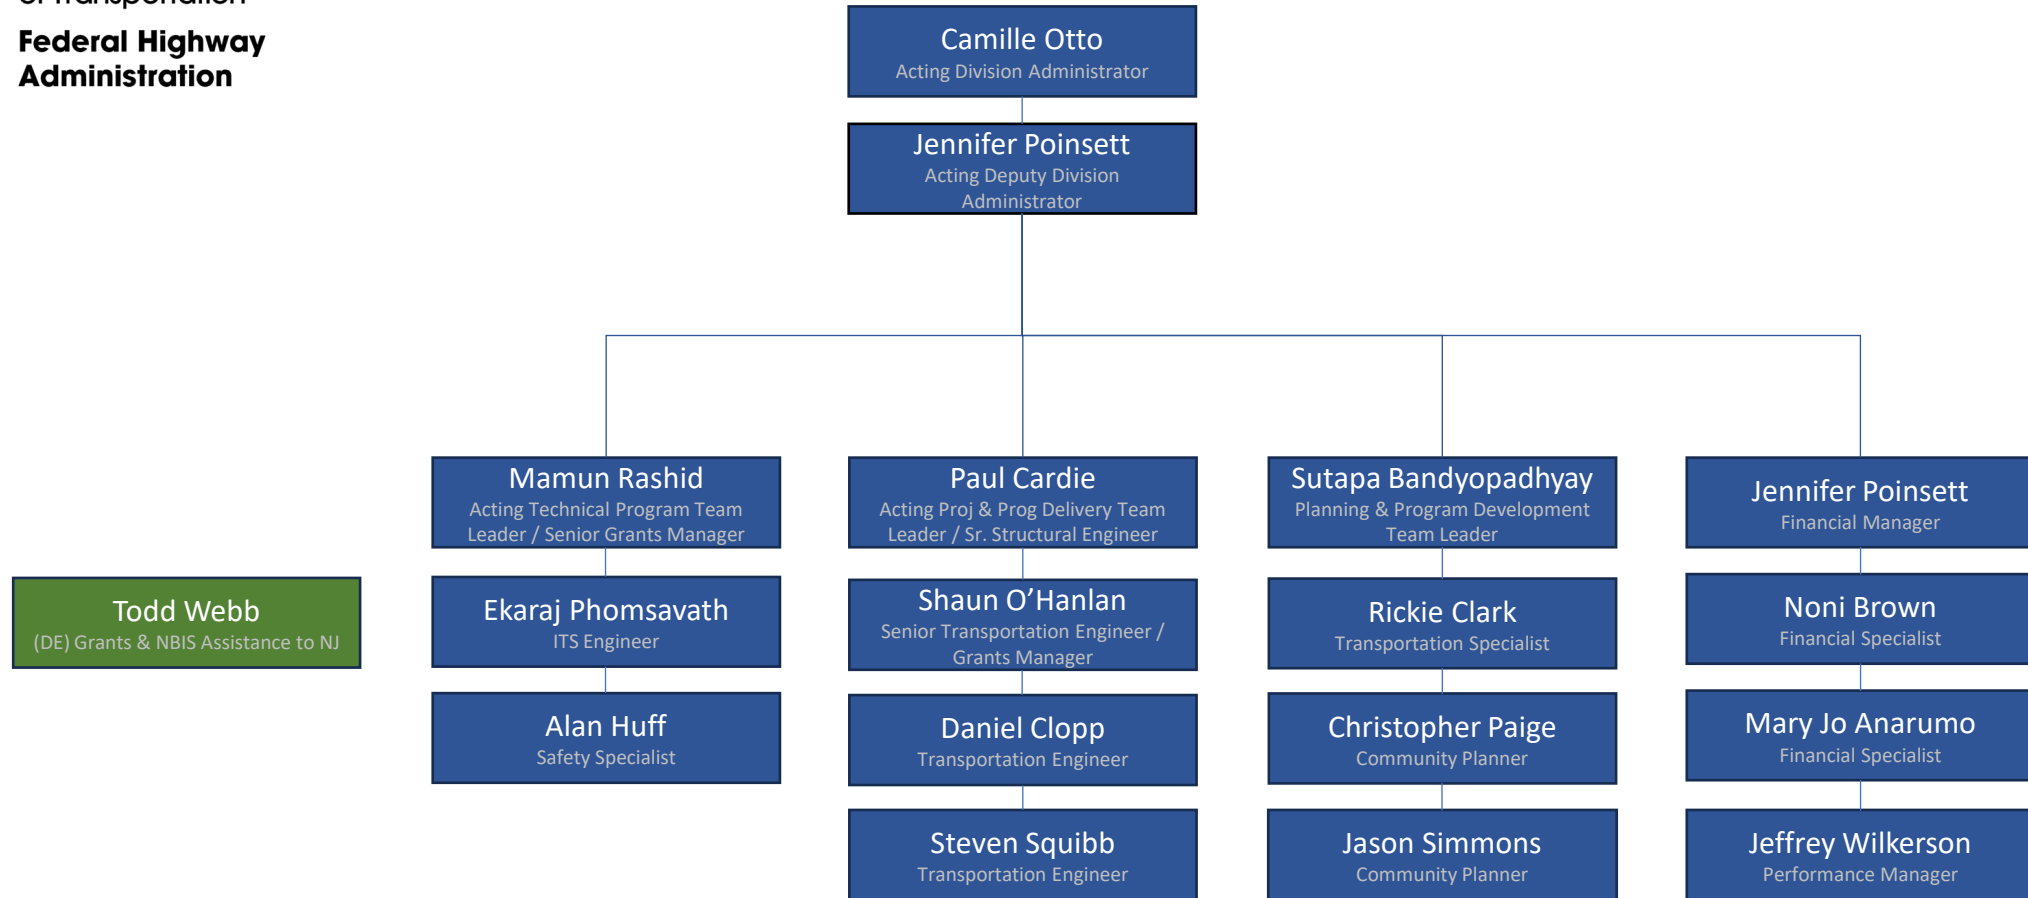 of Transportation
Federal Highway
Administration
Camille Otto
Acting Division Administrator
Jennifer Poinsett
Acting Deputy Division
Administrator
Mamun Rashid
Acting Technical Program Team
Leader / Senior Grants Manager
Paul Cardie
Acting Proj & Prog Delivery Team
Leader / Sr. Structural Engineer
Sutapa Bandyopadhyay
Planning & Program Development
Team Leader
Jennifer Poinsett
Financial Manager
Todd Webb
(DE) Grants & NBIS Assistance to NJ
Ekaraj Phomsavath
ITS Engineer
Shaun O’Hanlan
Senior Transportation Engineer /
Grants Manager
Rickie Clark
Transportation Specialist
Noni Brown
Financial Specialist
Alan Huff
Safety Specialist
Daniel Clopp
Transportation Engineer
Christopher Paige
Community Planner
Mary Jo Anarumo
Financial Specialist
Steven Squibb
Transportation Engineer
Jason Simmons
Community Planner
Jeffrey Wilkerson
Performance Manager